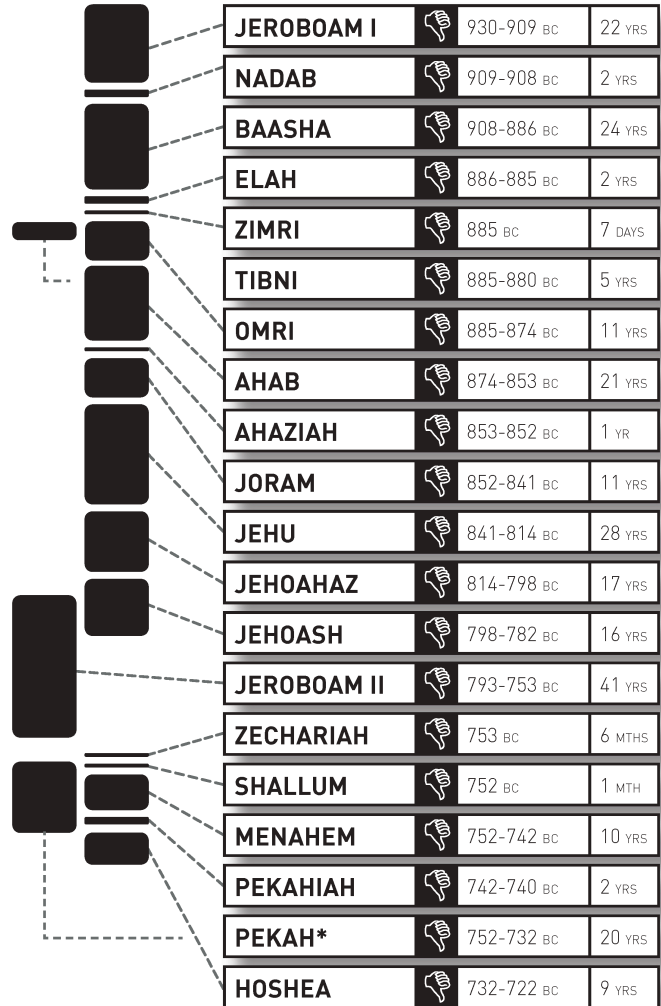 JEROBOAM I 930-909 BC 22 YRS
NADAB 909-908 BC 2 YRS
BAASHA 908-886 BC 24 YRS
ELAH 886-885 BC 2 YRS
ZIMRI 885 BC 7 DAYS
TIBNI 885-880 BC 5 YRS
OMRI 885-874 BC 11 YRS
AHAB 874-853 BC 21 YRS
AHAZIAH 853-852 BC 1 YR
JORAM 852-841 BC 11 YRS
JEHU 841-814 BC 28 YRS
JEHOAHAZ 814-798 BC 17 YRS
JEHOASH 798-782 BC 16 YRS
JEROBOAM II 793-753 BC 41 YRS
ZECHARIAH 753 BC 6 MTHS
SHALLUM 752 BC 1 MTH
MENAHEM 752-742 BC 10 YRS
PEKAHIAH 742-740 BC 2 YRS
PEKAH* 752-732 BC 20 YRS
HOSHEA 732-722 BC 9 YRS